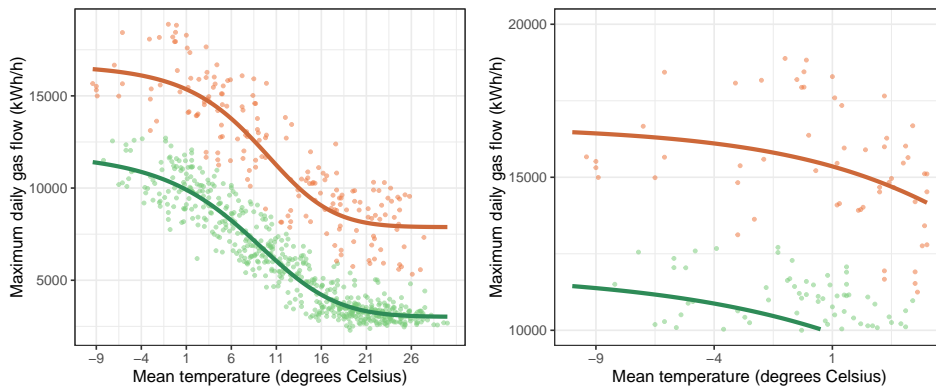 Maximum daily gas flow (kWh/h)
15000
10000
5000
−9 −4 1 6 11 16 21 26
Mean temperature (degrees Celsius)
Maximum daily gas flow (kWh/h)
20000
15000
10000
−9 −4 1
Mean temperature (degrees Celsius)